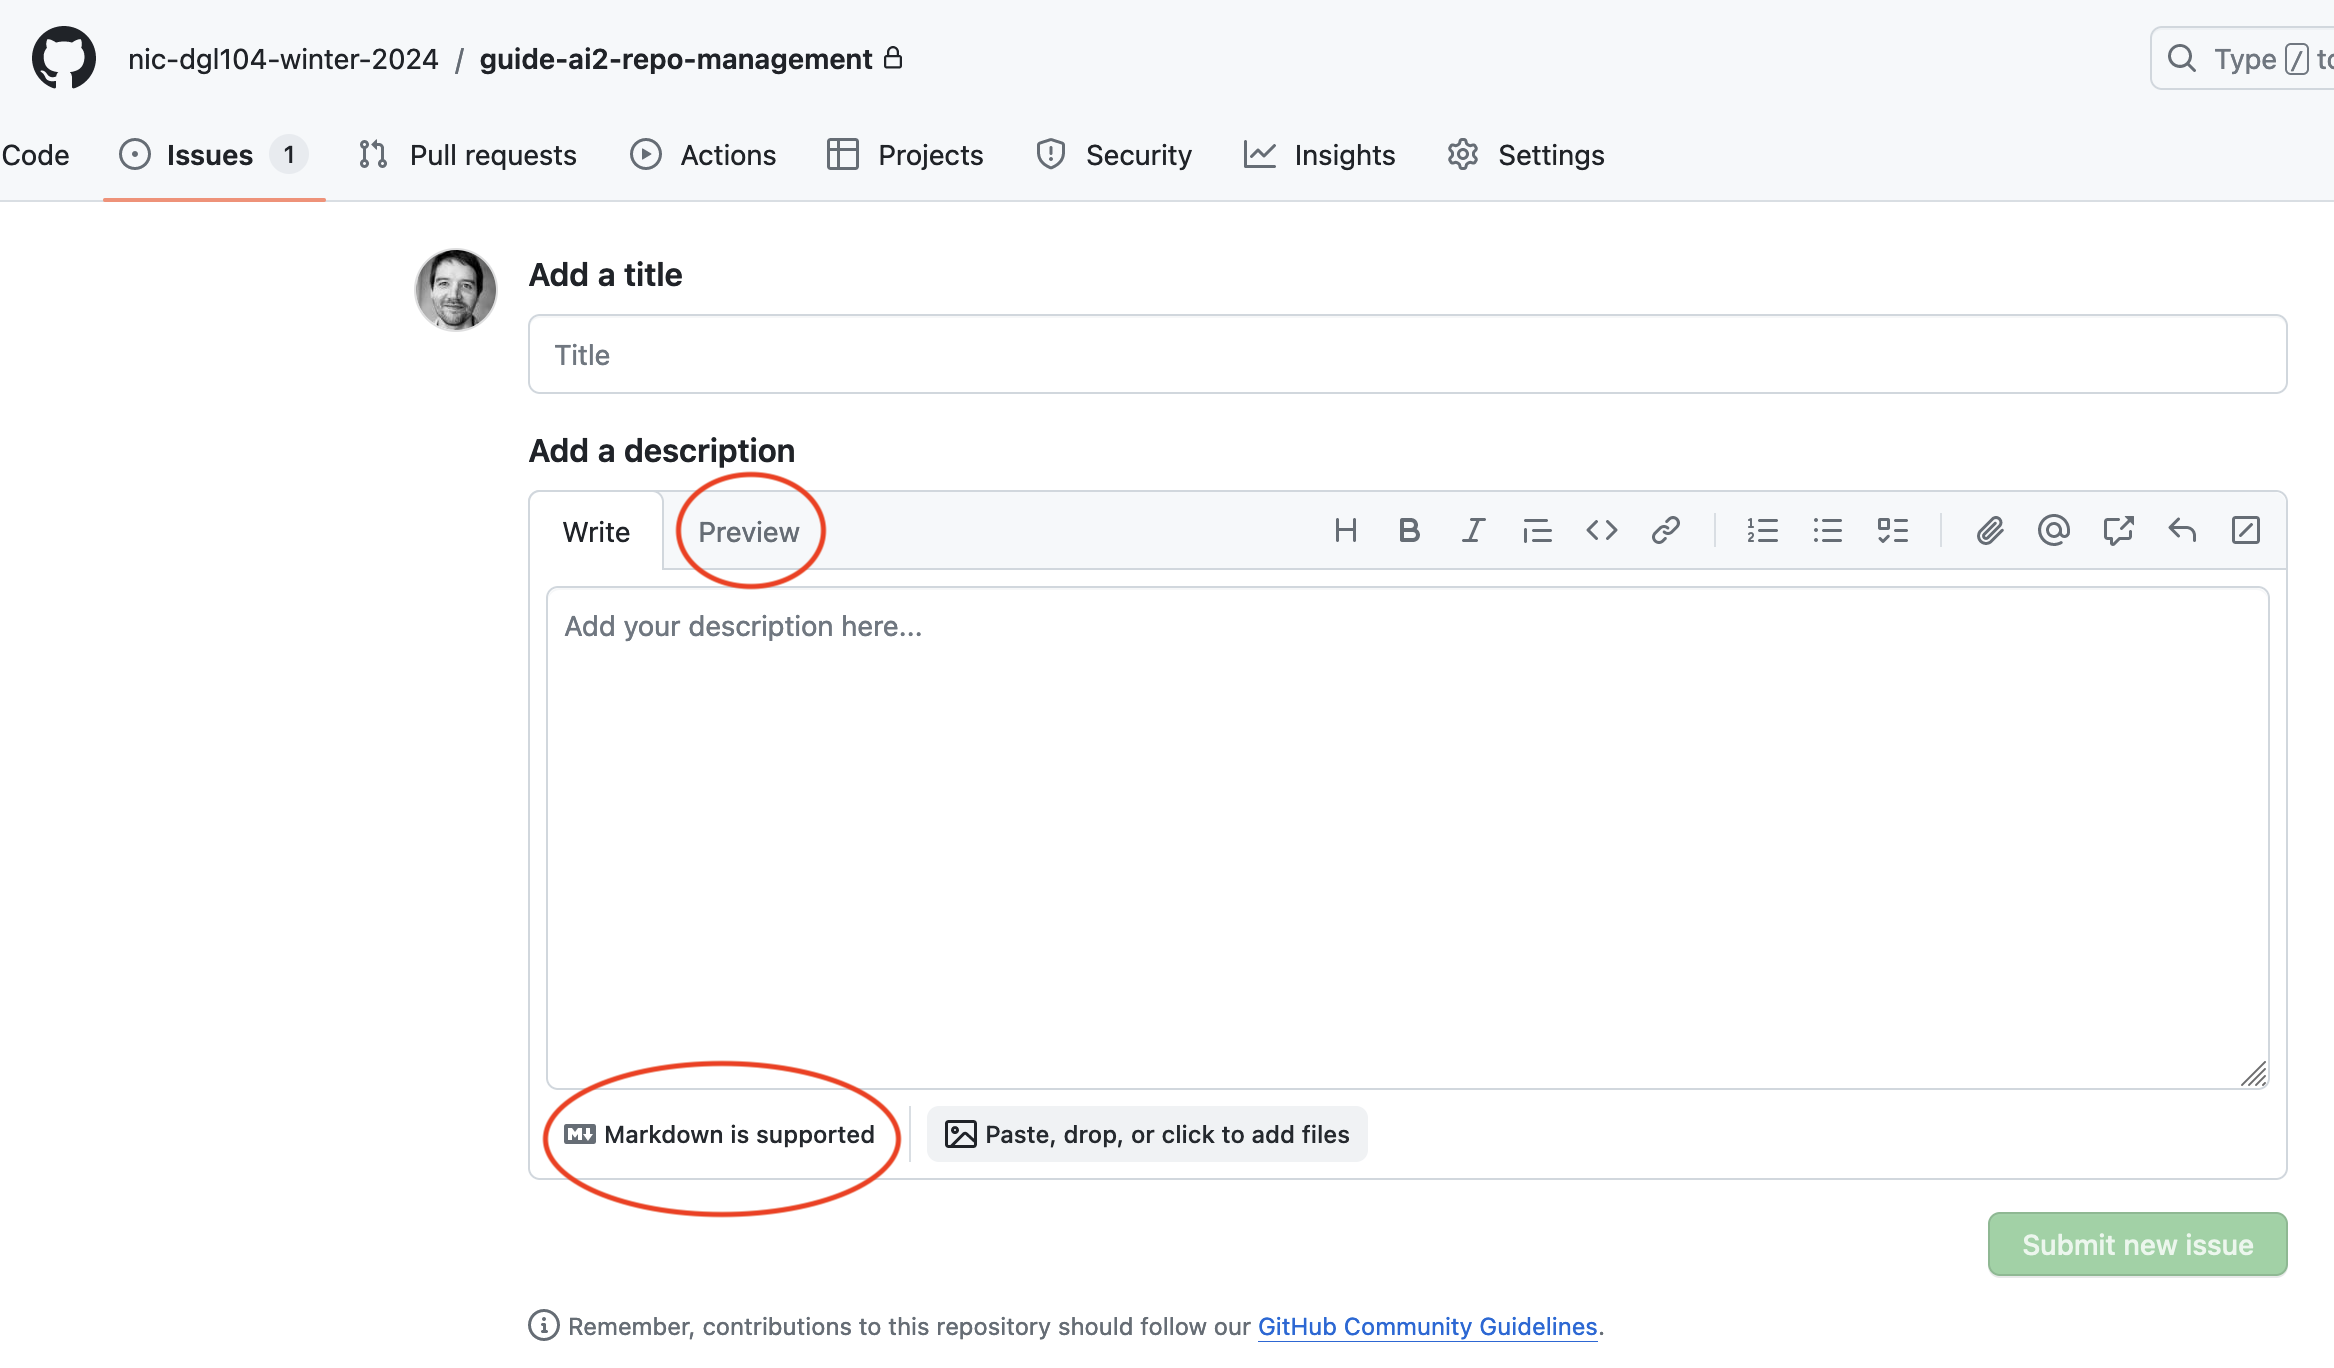 nic-dgl104-winter-2024 / guide-ai2-repo-management
Type / to
Code Issues 1 Pull requests Actions Projects Security Insights Settings
Add a title
Title
Add a description
Write Preview
Add your description here...
Markdown is supported Paste, drop, or click to add files
Submit new issue
Remember, contributions to this repository should follow our GitHub Community Guidelines.